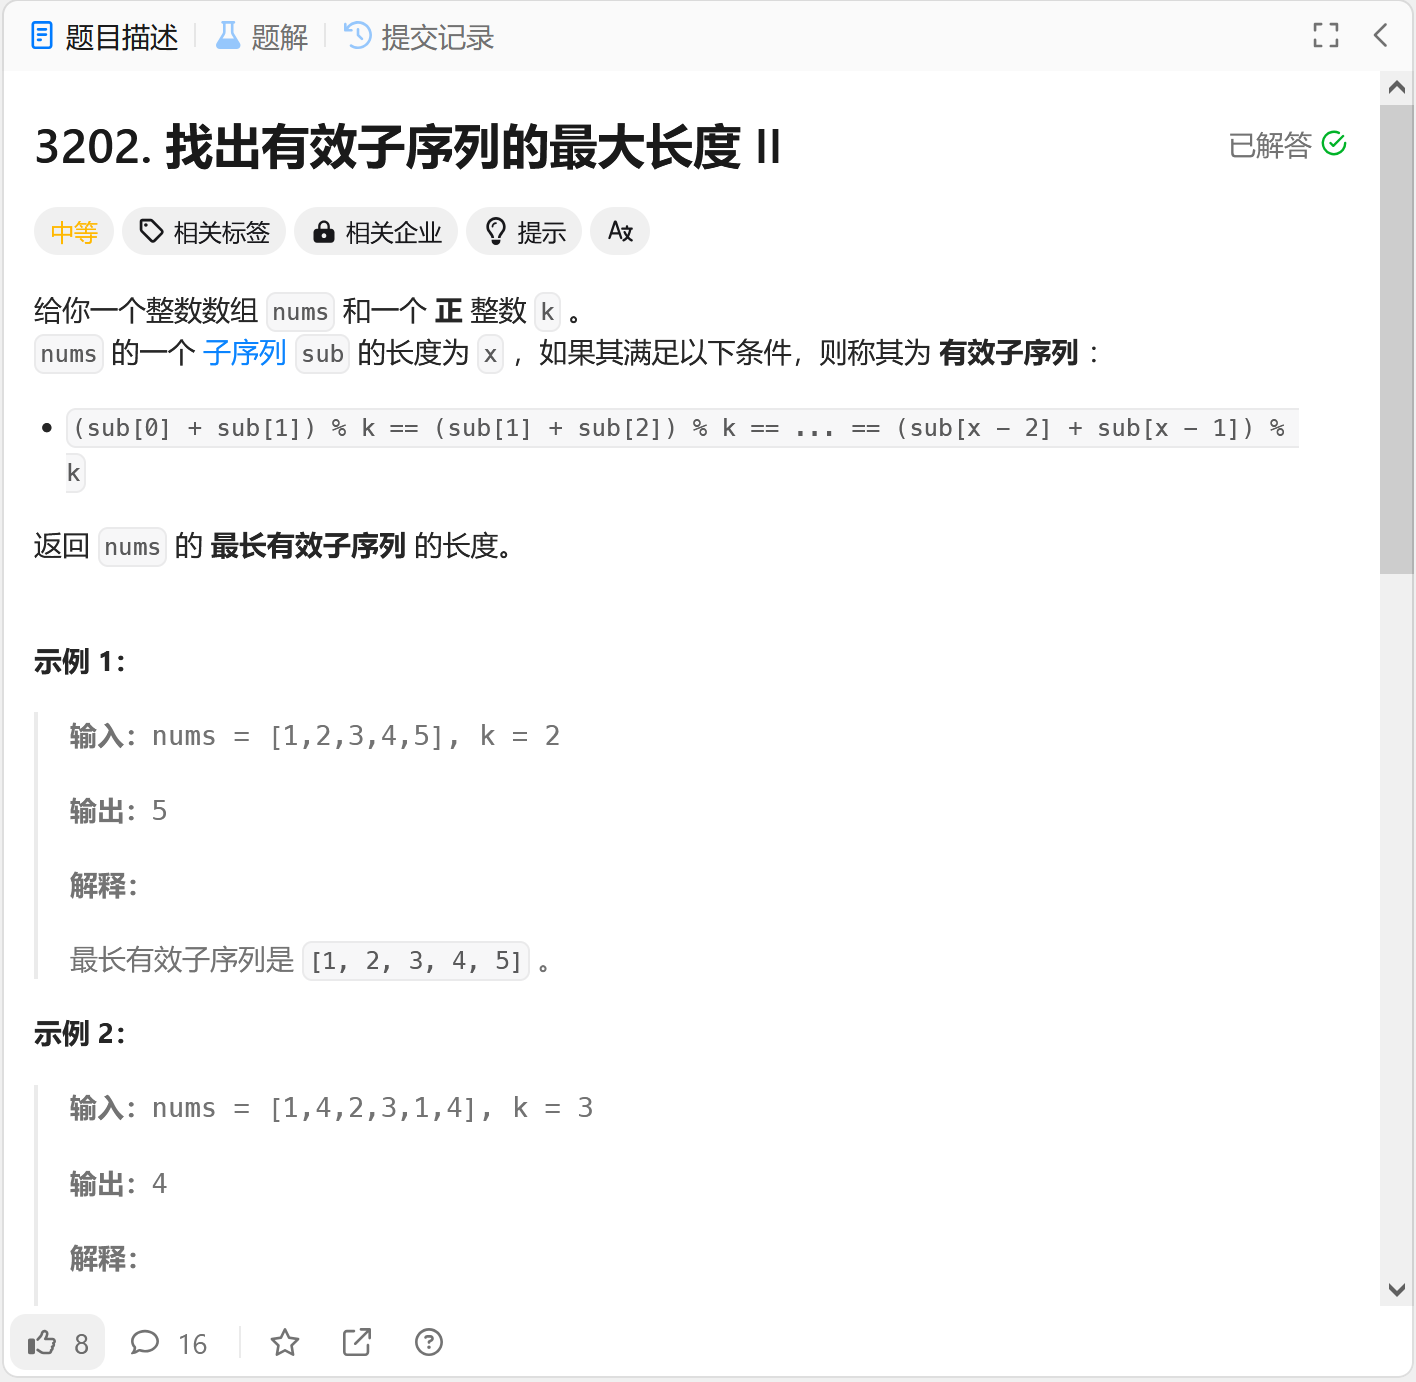 题目描述 题解 提交记录
3202. 找出有效子序列的最大长度 II 已解答
中等 相关标签 相关企业 提示
给你一个整数数组 nums 和一个 正 整数 k 。
nums 的一个 子序列 sub 的长度为 x ，如果其满足以下条件，则称其为 有效子序列 ：
(sub[0] + sub[1]) % k == (sub[1] + sub[2]) % k == ... == (sub[x - 2] + sub[x - 1]) %
k
返回 nums 的 最长有效子序列 的长度。
示例 1：
输入：nums = [1,2,3,4,5], k = 2
输出：5
解释：
最长有效子序列是 [1, 2, 3, 4, 5] 。
示例 2：
输入：nums = [1,4,2,3,1,4], k = 3
输出：4
解释：
8 16